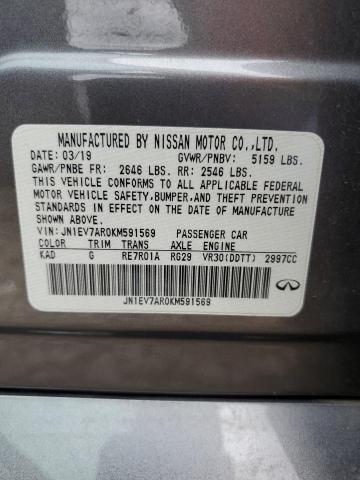 MANUFACTURED BY NISSAN MOTOR CO.,LTD.
DATE: 03/19 GVWR/PNBV: 5159 LBS.
GAWR/PNBE FR: 2646 LBS. RR: 2546 LBS.
THIS VEHICLE CONFORMS TO ALL APPLICABLE FEDERAL
MOTOR VEHICLE SAFETY, BUMPER, AND THEFT PREVENTION
STANDARDS IN EFFECT ON THE DATE OF MANUFACTURE
SHOWN ABOVE.
VIN: JN1EV7AR0KM591569 PASSENGER CAR
COLOR TRIM TRANS AXLE ENGINE
KAD G RE7R01A RG29 VR30(DDTT) 2997CC
JN1EV7AR0KM591569